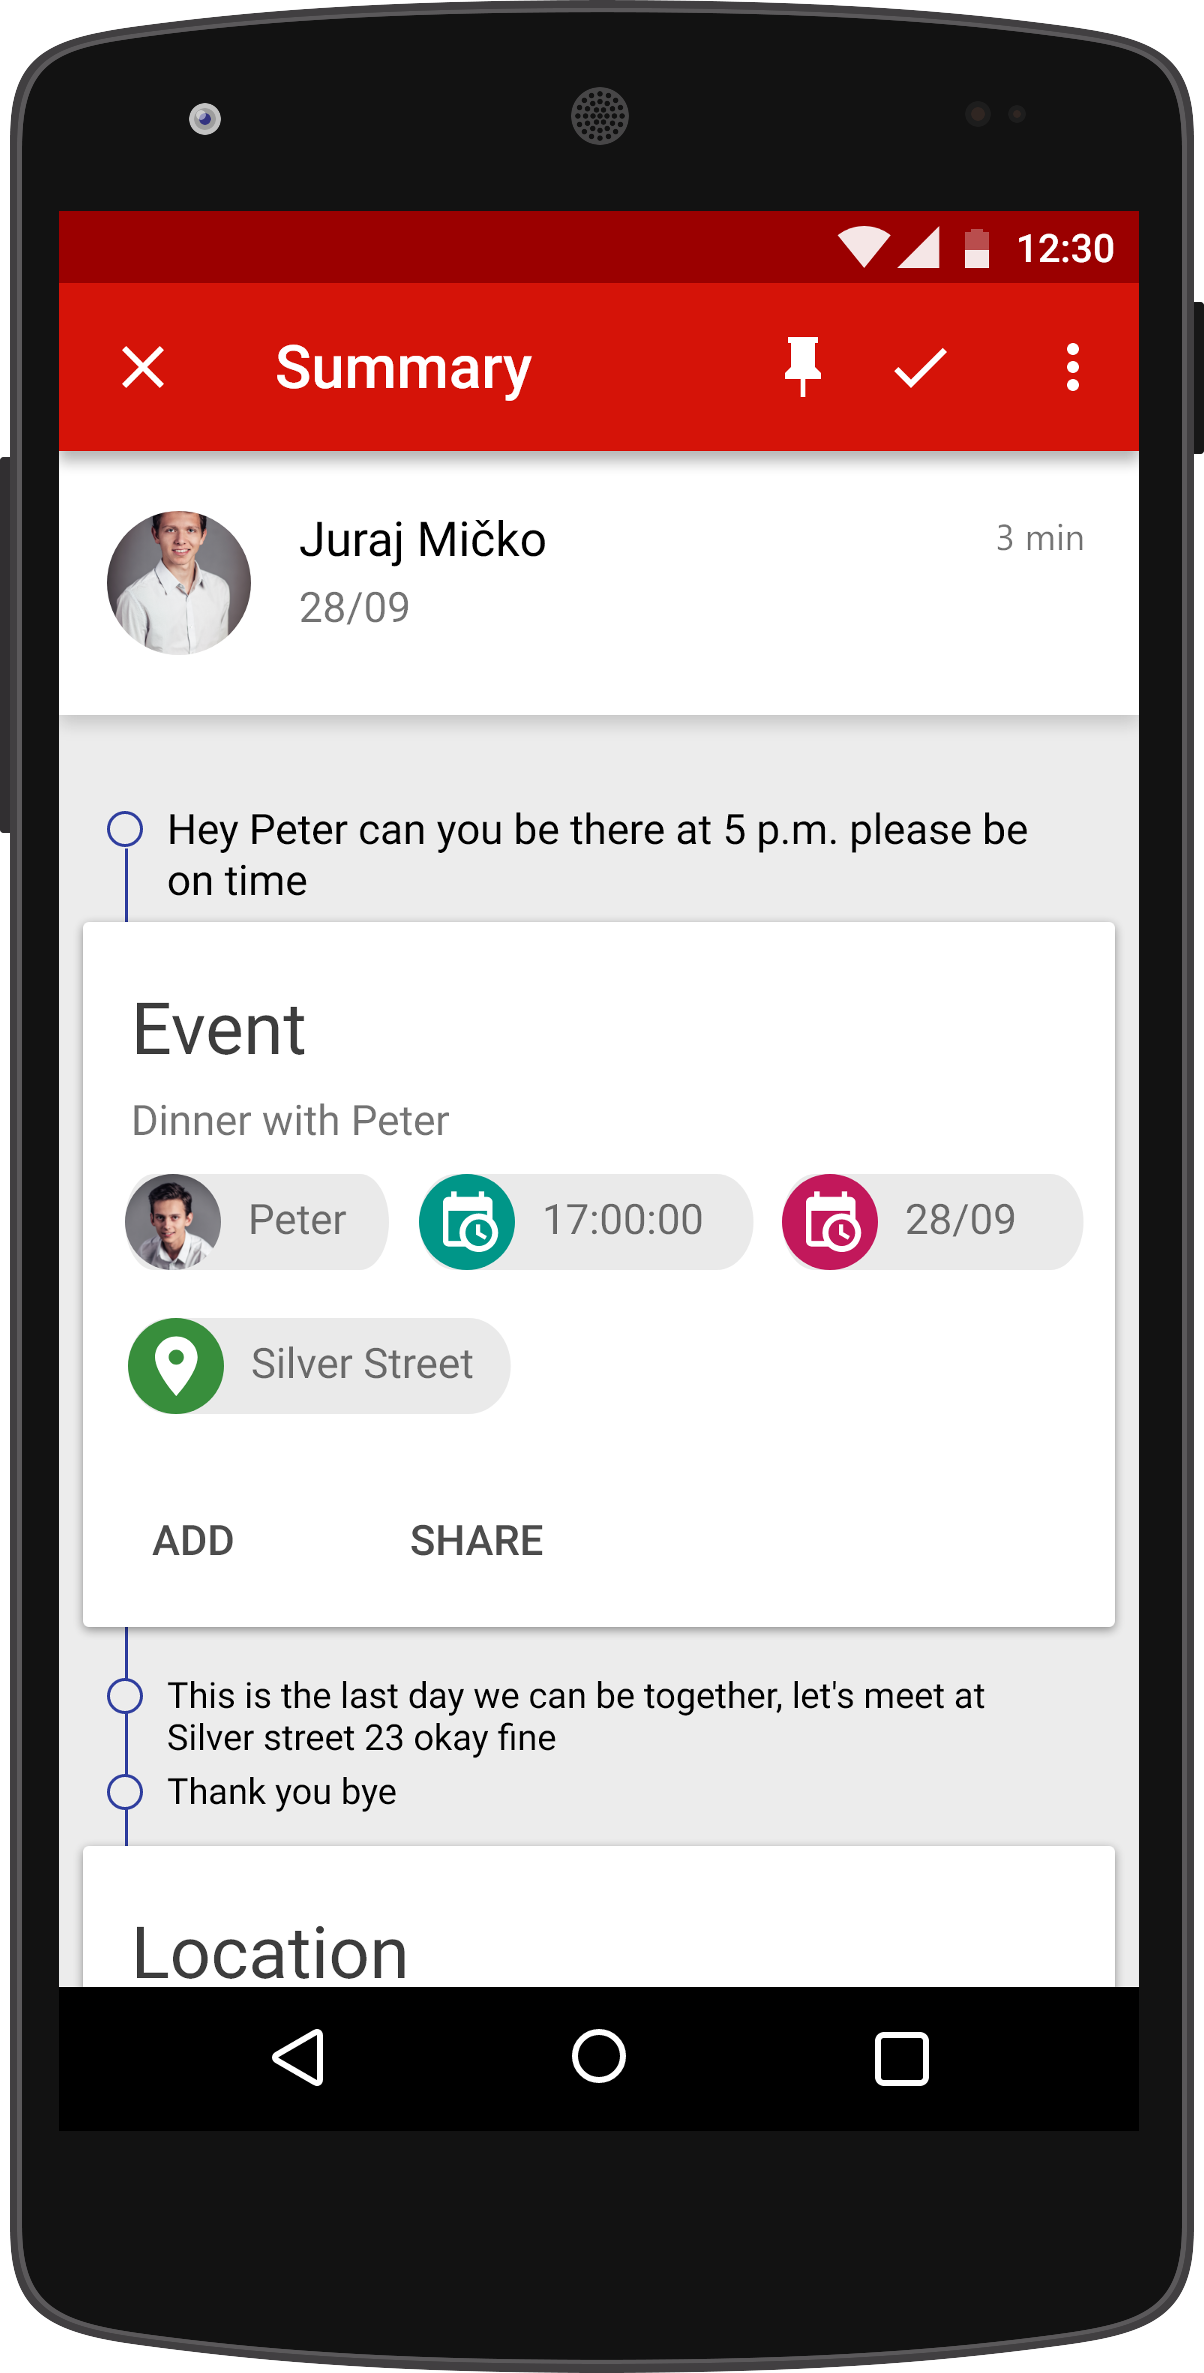 12:30
Summary
Juraj Mičko
3 min
28/09
Hey Peter can you be there at 5 p.m. please be
on time
Event
Dinner with Peter
Peter
17:00:00
28/09
Silver Street
ADD
SHARE
This is the last day we can be together, let's meet at
Silver street 23 okay fine
Thank you bye
Location